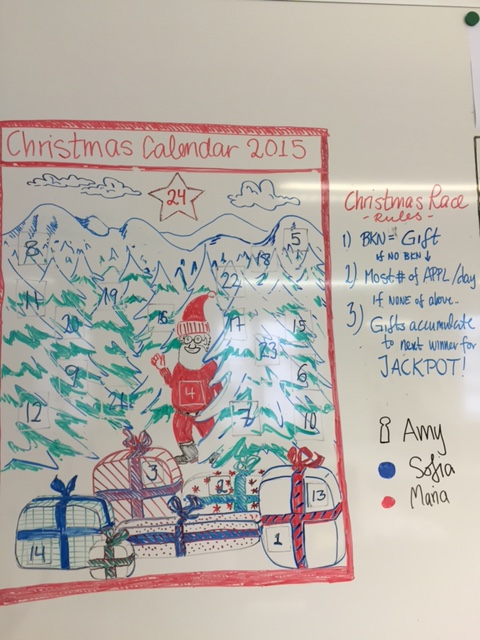 Christmas Calendar 2015
24
8
5
18
22
11
19
20
16
17
15
23
9
4
6
12
21
7
10
3
2
13
14
1
Christmas Race
- Rules -
1) BKN = Gift
IF NO BKN ↓
2) Most # of APPL/day
IF NONE of above..
3) Gifts accumulate
to next winner for
JACKPOT!
Amy
Sofia
Maria